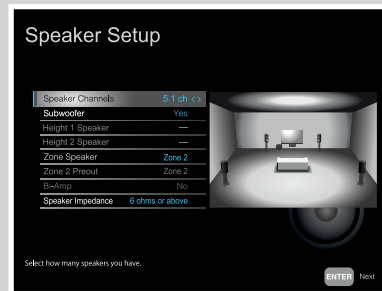 Speaker Setup
Speaker Channels 5.1 ch <>
Subwoofer Yes
Height 1 Speaker —
Height 2 Speaker —
Zone Speaker Zone 2
Zone 2 Preout Zone 2
Bi-Amp No
Speaker Impedance 6 ohms or above
Select how many speakers you have.
ENTER Next